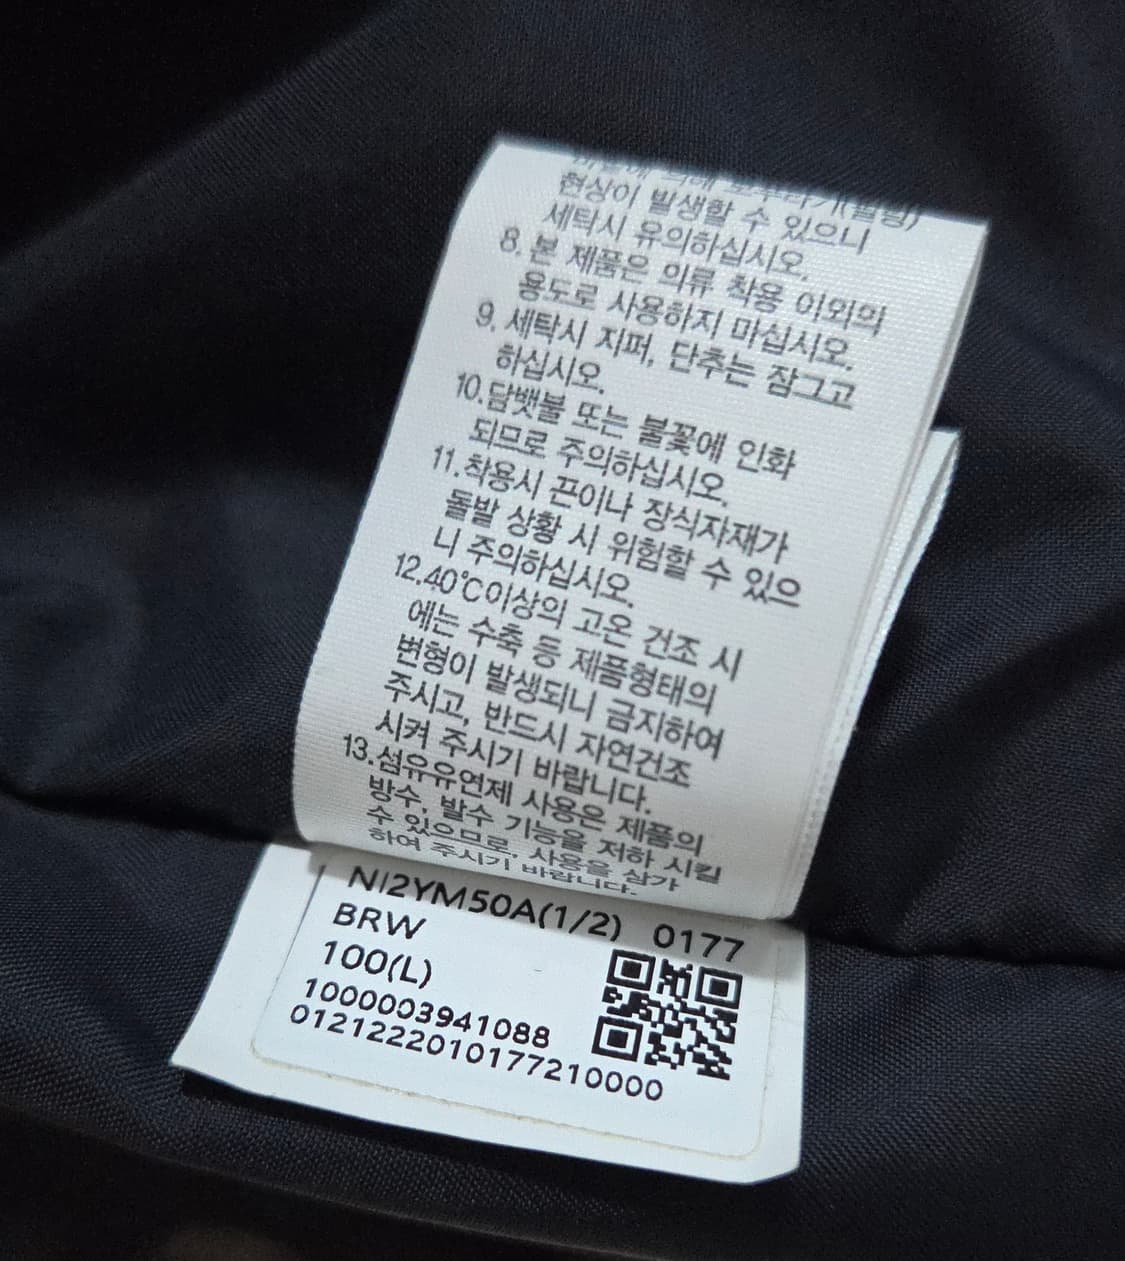 보푸라기(필링)
현상이 발생할 수 있으니
세탁시 유의하십시오.
8. 본 제품은 의류 착용 이외의
용도로 사용하지 마십시오.
9. 세탁시 지퍼, 단추는 잠그고
하십시오.
10.담뱃불 또는 불꽃에 인화
되므로 주의하십시오.
11.착용시 끈이나 장식자재가
돌발 상황 시 위험할 수 있으
니 주의하십시오.
12.40℃이상의 고온 건조 시
에는 수축 등 제품형태의
변형이 발생되니 금지하여
주시고, 반드시 자연건조
시켜 주시기 바랍니다.
13.섬유유연제 사용은 제품의
방수, 발수 기능을 저하 시킬
수 있으므로, 사용을 삼가
하여 주시기 바랍니다.
NI2YM50A(1/2) 0177
BRW
100(L)
1000003941088
0121222010177210000